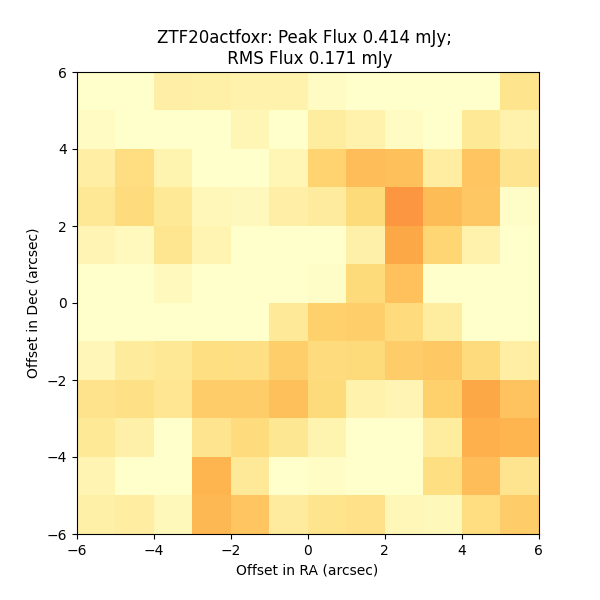 ZTF20actfoxr: Peak Flux 0.414 mJy;
RMS Flux 0.171 mJy
6
4
2
0
−2
−4
−6
Offset in Dec (arcsec)
−6 −4 −2 0 2 4 6
Offset in RA (arcsec)